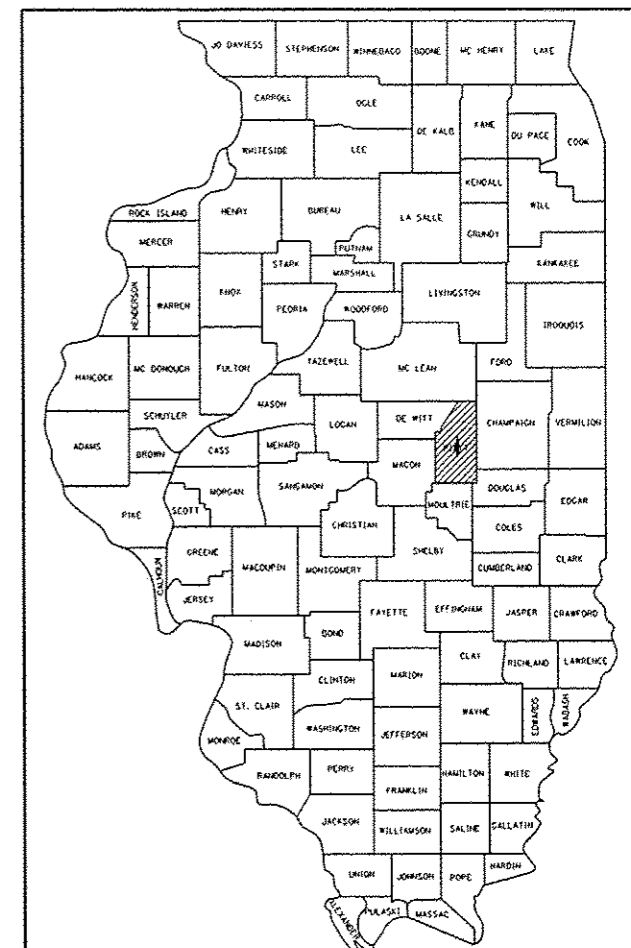 JO DAVIESS
STEPHENSON
WINNEBAGO
BOONE
MC HENRY
LAKE
CARROLL
OGLE
DE KALB
KANE
DU PAGE
COOK
WHITESIDE
LEE
KENDALL
WILL
ROCK ISLAND
HENRY
BUREAU
LA SALLE
GRUNDY
MERCER
PUTNAM
KANKAKEE
STARK
MARSHALL
HENDERSON
WARREN
KNOX
PEORIA
WOODFORD
LIVINGSTON
IROQUOIS
HANCOCK
MC DONOUGH
FULTON
TAZEWELL
MC LEAN
FORD
MASON
SCHUYLER
LOGAN
DE WITT
CHAMPAIGN
VERMILION
ADAMS
BROWN
CASS
MENARD
MACON
PIKE
SCOTT
MORGAN
SANGAMON
MOULTRIE
DOUGLAS
EDGAR
CHRISTIAN
COLES
GREENE
SHELBY
CALHOUN
MACOUPIN
MONTGOMERY
CUMBERLAND
CLARK
JERSEY
FAYETTE
EFFINGHAM
JASPER
CRAWFORD
MADISON
BOND
CLAY
RICHLAND
LAWRENCE
CLINTON
MARION
ST. CLAIR
WAYNE
EDWARDS
WABASH
WASHINGTON
JEFFERSON
MONROE
RANDOLPH
PERRY
HAMILTON
WHITE
FRANKLIN
JACKSON
WILLIAMSON
SALINE
GALLATIN
UNION
JOHNSON
POPE
HARDIN
ALEXANDER
PULASKI
MASSAC